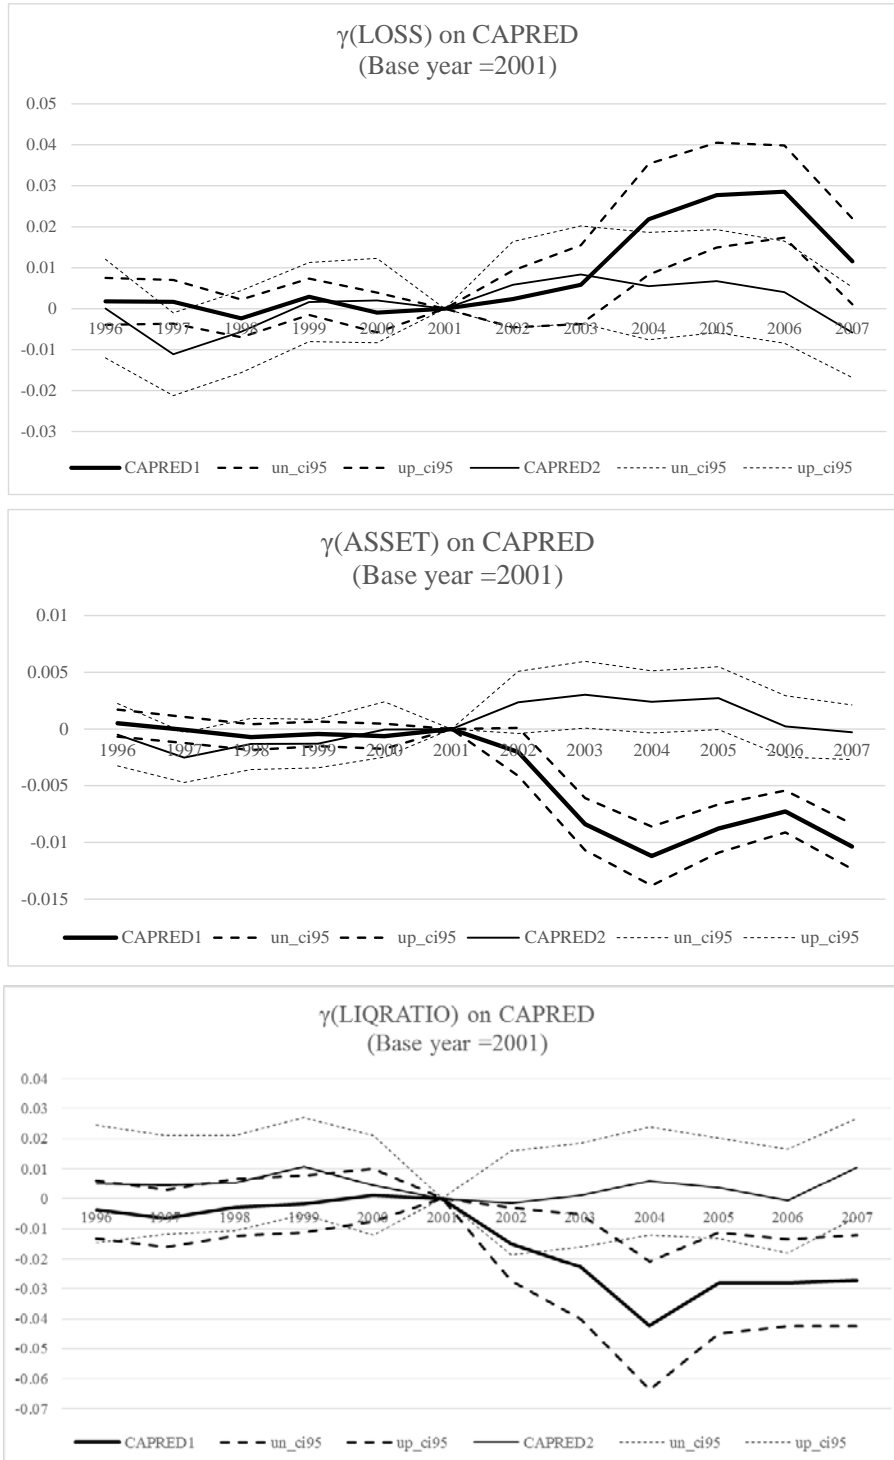 γ(LOSS) on CAPRED
(Base year =2001)
0.05
0.04
0.03
0.02
0.01
0
-0.01
-0.02
-0.03
1996 1997 1998 1999 2000 2001 2002 2003 2004 2005 2006 2007
CAPRED1 un_ci95 up_ci95 CAPRED2 un_ci95 up_ci95
γ(ASSET) on CAPRED
(Base year =2001)
0.01
0.005
0
-0.005
-0.01
-0.015
1996 1997 1998 1999 2000 2001 2002 2003 2004 2005 2006 2007
CAPRED1 un_ci95 up_ci95 CAPRED2 un_ci95 up_ci95
γ(LIQRATIO) on CAPRED
(Base year =2001)
0.04
0.03
0.02
0.01
0
-0.01
-0.02
-0.03
-0.04
-0.05
-0.06
-0.07
1996 1997 1998 1999 2000 2001 2002 2003 2004 2005 2006 2007
CAPRED1 un_ci95 up_ci95 CAPRED2 un_ci95 up_ci95